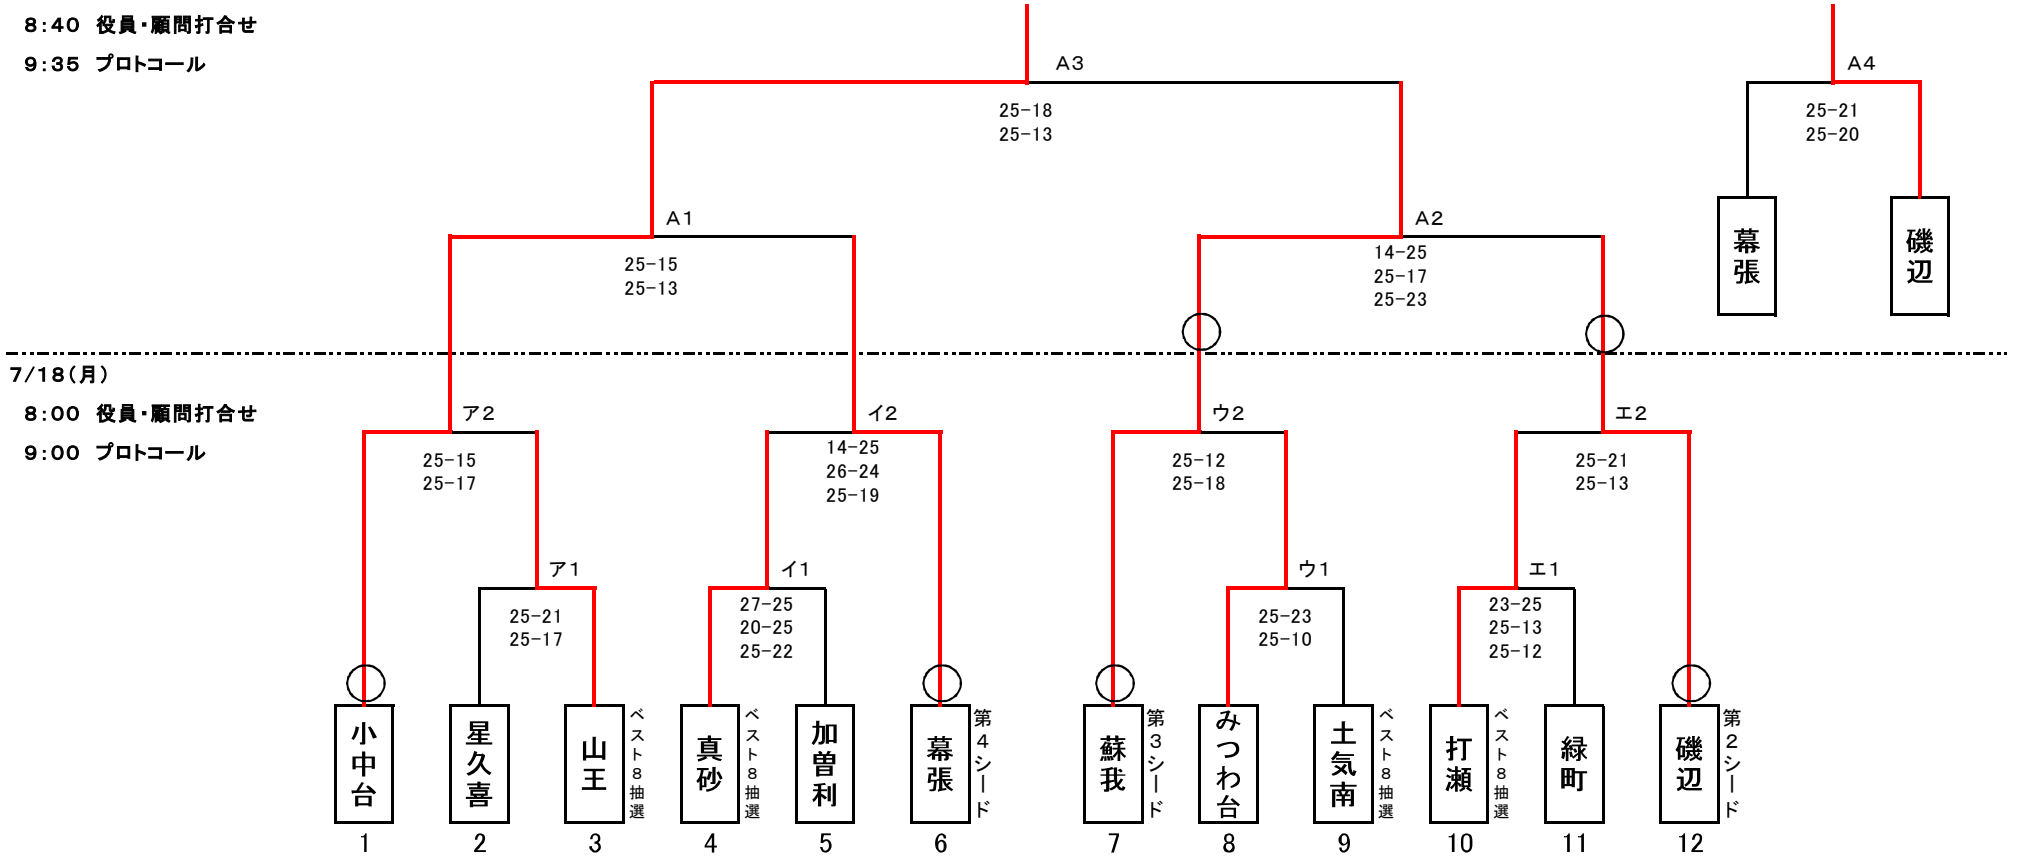 8:40 役員・顧問打合せ
9:35 プロトコール
A3
25-18
25-13
A4
25-21
25-20
幕張
磯辺
A1
25-15
25-13
A2
14-25
25-17
25-23
7/18(月)
8:00 役員・顧問打合せ
9:00 プロトコール
ア2
25-15
25-17
イ2
14-25
26-24
25-19
ウ2
25-12
25-18
エ2
25-21
25-13
ア1
25-21
25-17
イ1
27-25
20-25
25-22
ウ1
25-23
25-10
エ1
23-25
25-13
25-12
小中台
星久喜
山王
ベスト8抽選
真砂
ベスト8抽選
加曽利
幕張
第4シード
蘇我
第3シード
みつわ台
土気南
ベスト8抽選
打瀬
ベスト8抽選
緑町
磯辺
第2シード
1
2
3
4
5
6
7
8
9
10
11
12